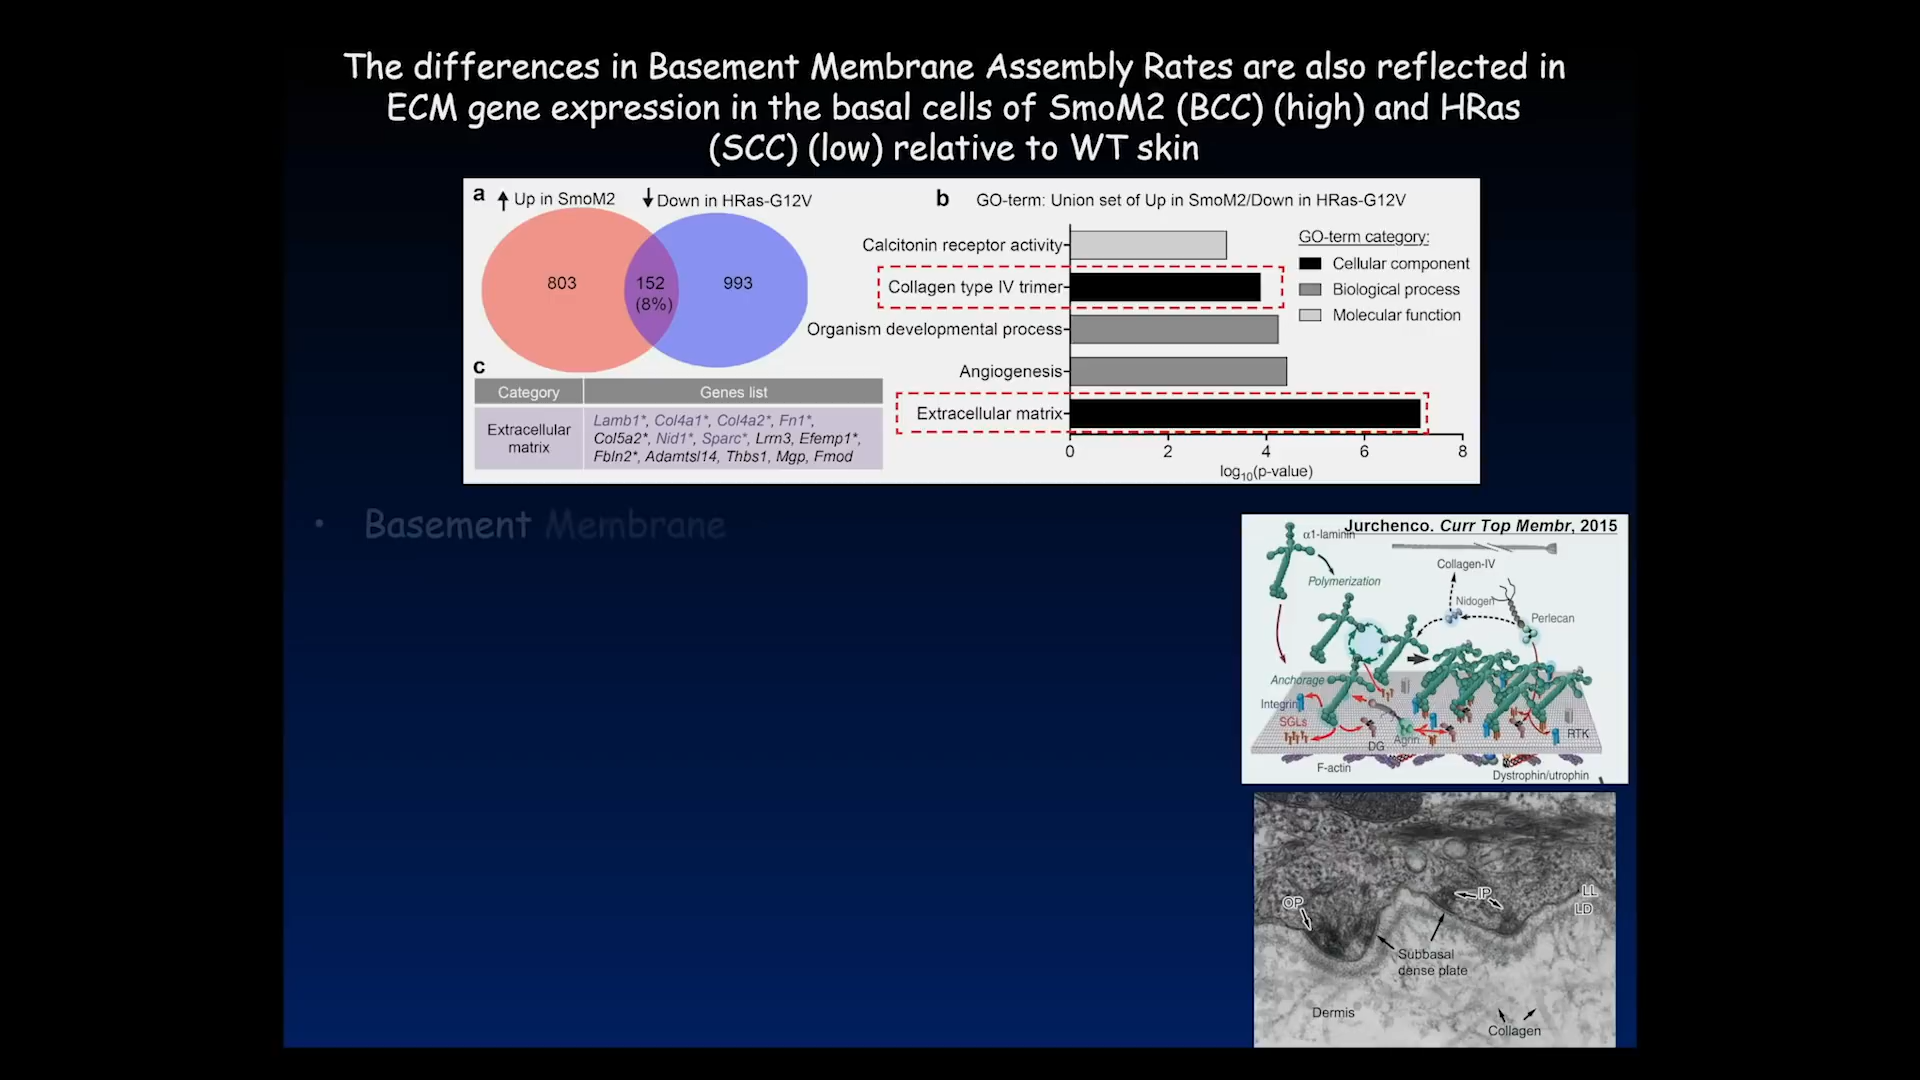 The differences in Basement Membrane Assembly Rates are also reflected in
ECM gene expression in the basal cells of SmoM2 (BCC) (high) and HRas
(SCC) (low) relative to WT skin
a
Up in SmoM2
Down in HRas-G12V
803
152
(8%)
993
b
GO-term: Union set of Up in SmoM2/Down in HRas-G12V
Calcitonin receptor activity
Collagen type IV trimer
Organism developmental process
Angiogenesis
Extracellular matrix
0 2 4 6 8
log10(p-value)
GO-term category:
Cellular component
Biological process
Molecular function
c
Category Genes list
Extracellular
matrix
Lamb1*, Col4a1*, Col4a2*, Fn1*,
Col5a2*, Nid1*, Sparc*, Lrrn3, Efemp1*,
Fbln2*, Adamtsl14, Thbs1, Mgp, Fmod
• Basement Membrane
Jurchenco. Curr Top Membr, 2015
α1-laminin
Polymerization
Collagen-IV
Nidogen
Perlecan
Anchorage
Integrin
SGLs
DG
Agrin
RTK
F-actin
Dystrophin/utrophin
OP
IP
LL
LD
Subbasal
dense plate
Dermis
Collagen